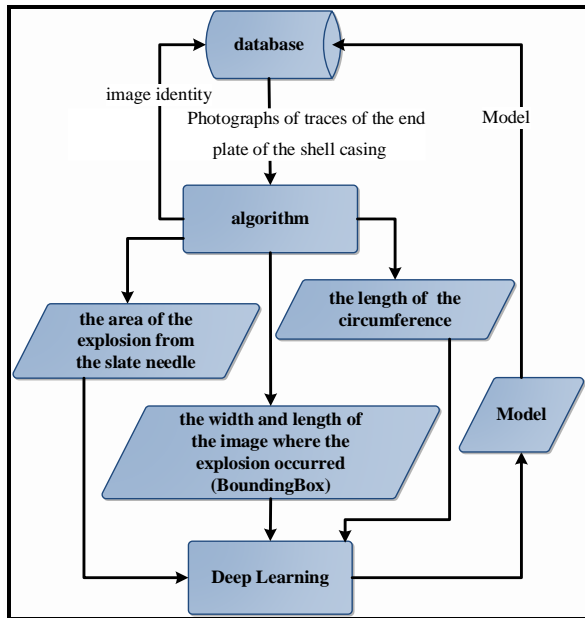 database
image identity
Photographs of traces of the end
plate of the shell casing
Model
algorithm
the area of the
explosion from
the slate needle
the length of the
circumference
the width and length of
the image where the
explosion occurred
(BoundingBox)
Model
Deep Learning